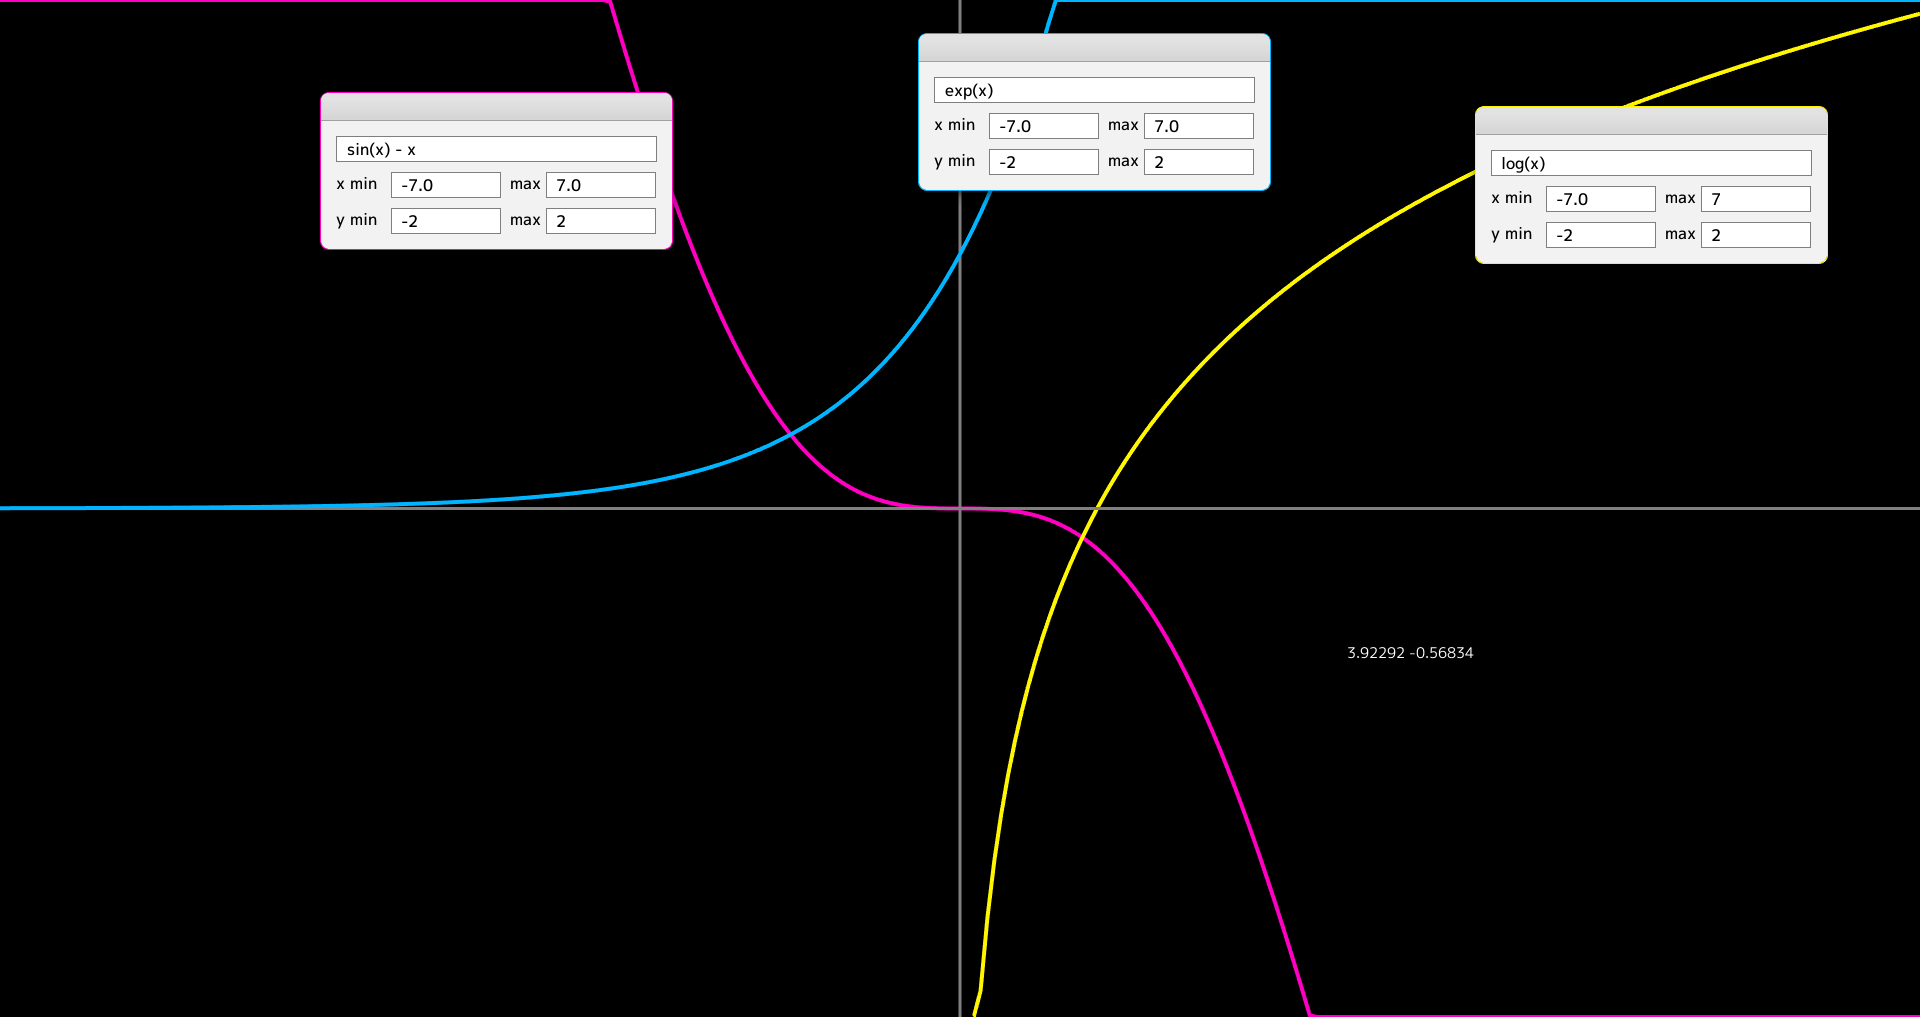 sin(x) - x
x min -7.0 max 7.0
y min -2 max 2
exp(x)
x min -7.0 max 7.0
y min -2 max 2
log(x)
x min -7.0 max 7
y min -2 max 2
3.92292 -0.56834